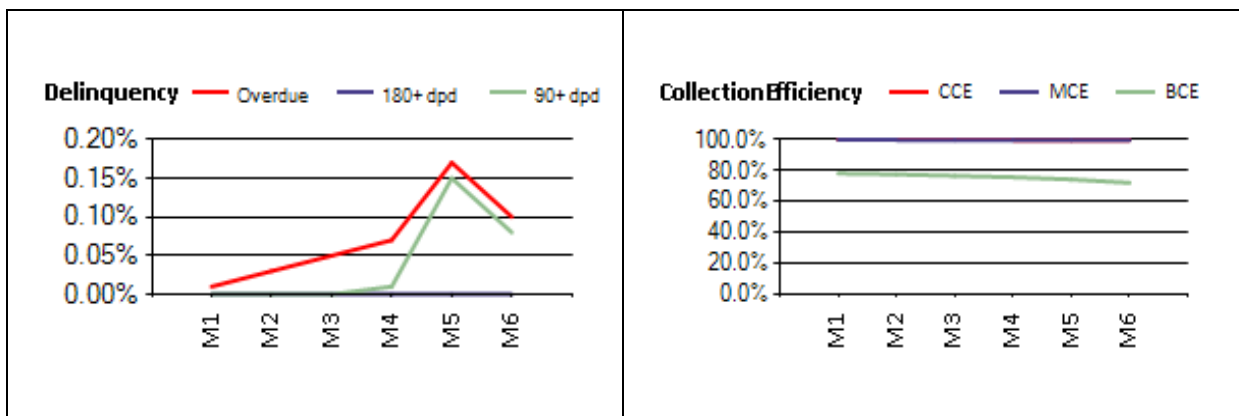 Delinquency Overdue 180+ dpd 90+ dpd
0.20%
0.15%
0.10%
0.05%
0.00%
M1 M2 M3 M4 M5 M6
Collection Efficiency CCE MCE BCE
100.0%
80.0%
60.0%
40.0%
20.0%
0.0%
M1 M2 M3 M4 M5 M6